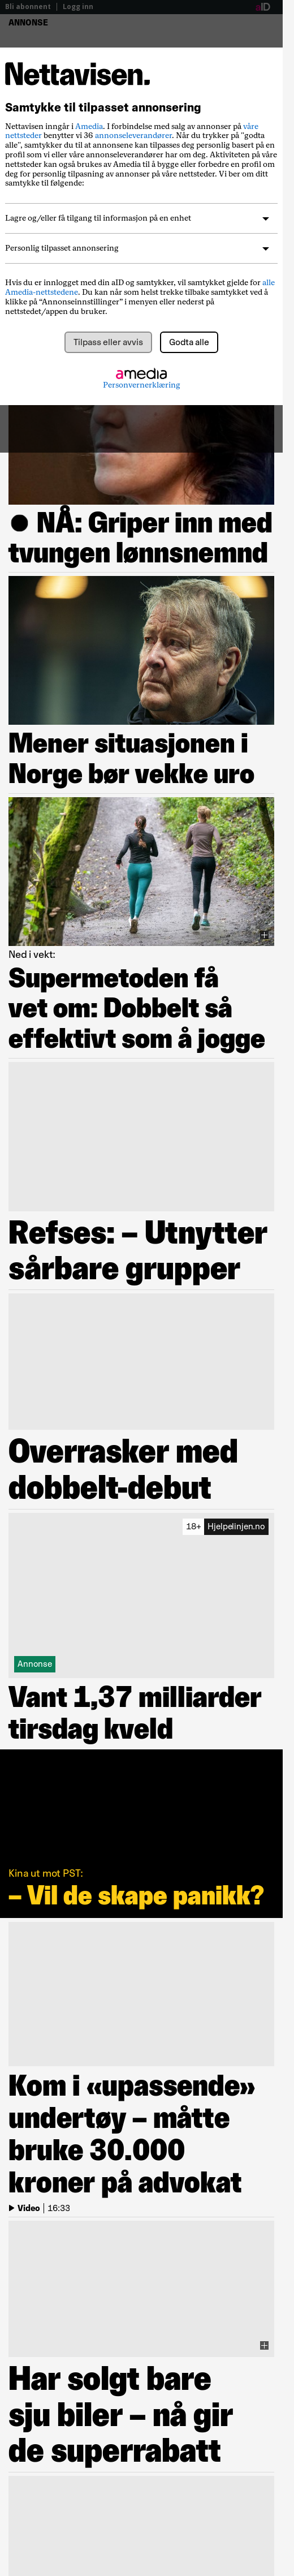 Bli abonnent | Logg inn aID
ANNONSE
Nettavisen.
Samtykke til tilpasset annonsering
Nettavisen inngår i Amedia. I forbindelse med salg av annonser på våre
nettsteder benytter vi 36 annonseleverandører. Når du trykker på "godta
alle", samtykker du til at annonsene kan tilpasses deg personlig basert på en
profil som vi eller våre annonseleverandører har om deg. Aktiviteten på våre
nettsteder kan også brukes av Amedia til å bygge eller forbedre en profil om
deg for personlig tilpasning av annonser på våre nettsteder. Vi ber om ditt
samtykke til følgende:
Lagre og/eller få tilgang til informasjon på en enhet
Personlig tilpasset annonsering
Hvis du er innlogget med din aID og samtykker, vil samtykket gjelde for alle
Amedia-nettstedene. Du kan når som helst trekke tilbake samtykket ved å
klikke på “Annonseinnstillinger” i menyen eller nederst på
nettstedet/appen du bruker.
Tilpass eller avvis Godta alle
amedia
Personvernerklæring
● NÅ: Griper inn med
tvungen lønnsnemnd
Mener situasjonen i
Norge bør vekke uro
Ned i vekt:
Supermetoden få
vet om: Dobbelt så
effektivt som å jogge
Refses: – Utnytter
sårbare grupper
Overrasker med
dobbelt-debut
18+ Hjelpelinjen.no
Annonse
Vant 1,37 milliarder
tirsdag kveld
Kina ut mot PST:
– Vil de skape panikk?
Kom i «upassende»
undertøy – måtte
bruke 30.000
kroner på advokat
Video | 16:33
Har solgt bare
sju biler – nå gir
de superrabatt